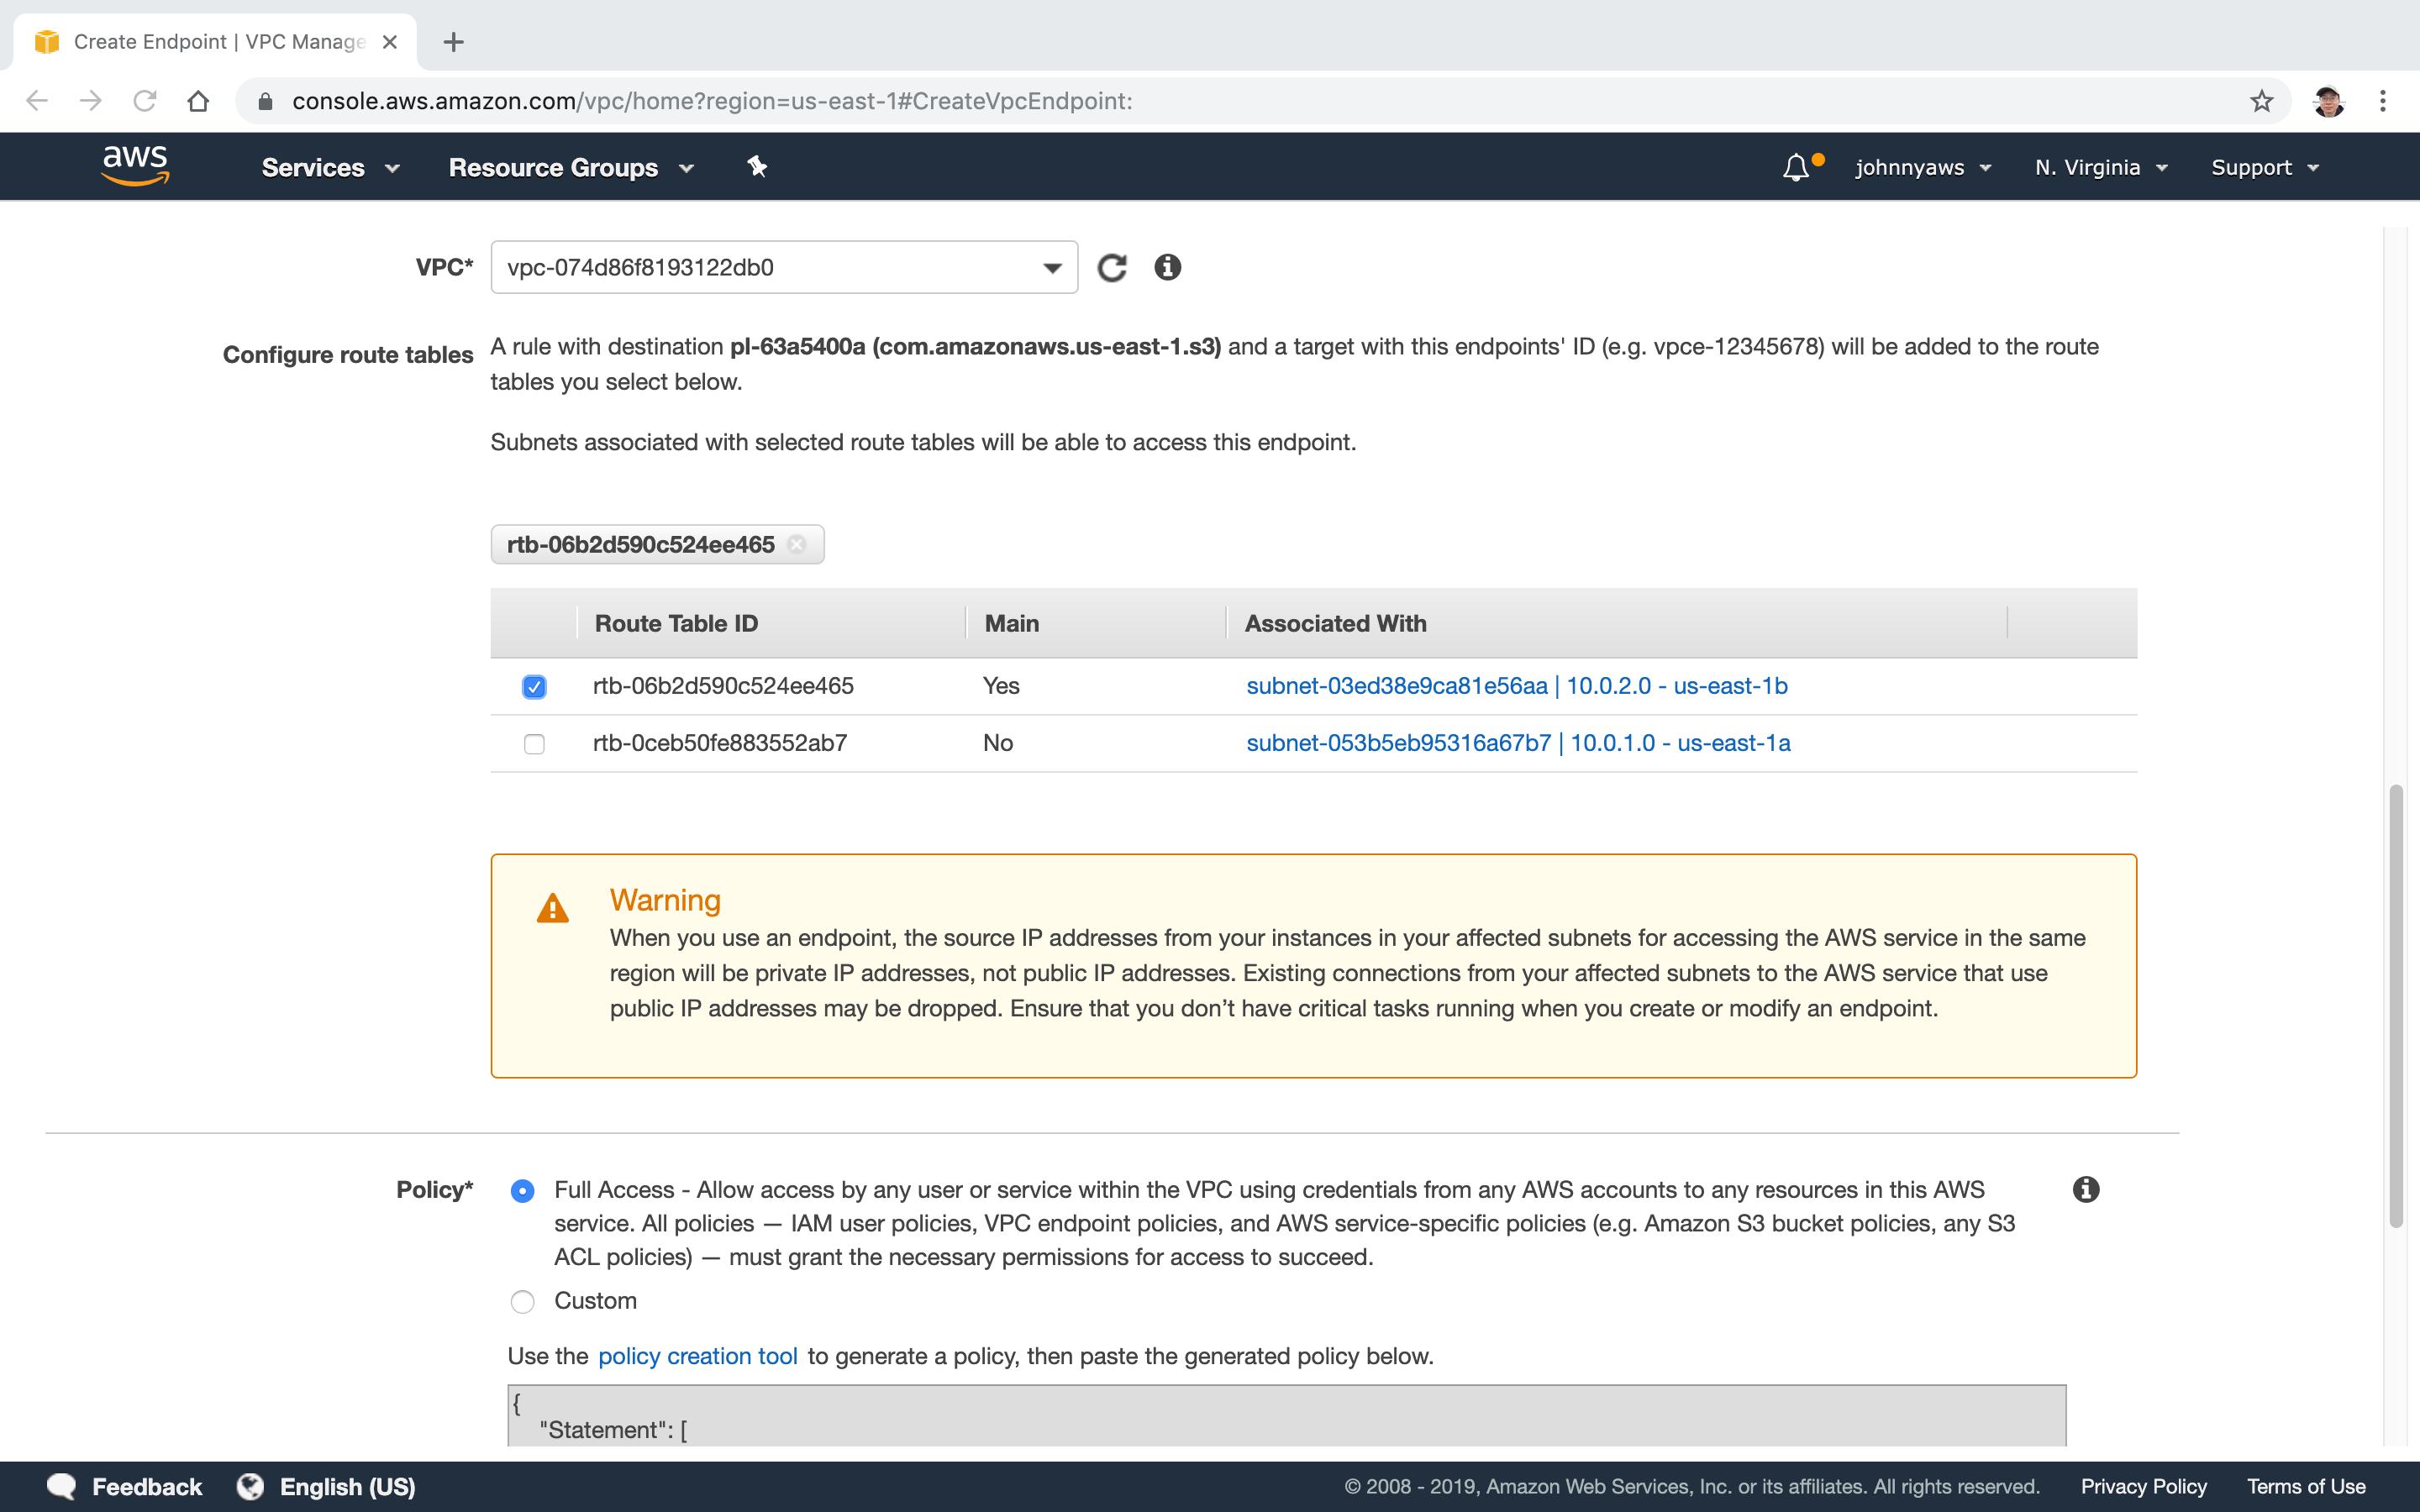 Create Endpoint | VPC Manage
console.aws.amazon.com/vpc/home?region=us-east-1#CreateVpcEndpoint:
aws Services Resource Groups johnnyaws N. Virginia Support
VPC* vpc-074d86f8193122db0
Configure route tables A rule with destination pl-63a5400a (com.amazonaws.us-east-1.s3) and a target with this endpoints' ID (e.g. vpce-12345678) will be added to the route
tables you select below.
Subnets associated with selected route tables will be able to access this endpoint.
rtb-06b2d590c524ee465
Route Table ID Main Associated With
rtb-06b2d590c524ee465 Yes subnet-03ed38e9ca81e56aa | 10.0.2.0 - us-east-1b
rtb-0ceb50fe883552ab7 No subnet-053b5eb95316a67b7 | 10.0.1.0 - us-east-1a
Warning
When you use an endpoint, the source IP addresses from your instances in your affected subnets for accessing the AWS service in the same
region will be private IP addresses, not public IP addresses. Existing connections from your affected subnets to the AWS service that use
public IP addresses may be dropped. Ensure that you don’t have critical tasks running when you create or modify an endpoint.
Policy* Full Access - Allow access by any user or service within the VPC using credentials from any AWS accounts to any resources in this AWS
service. All policies — IAM user policies, VPC endpoint policies, and AWS service-specific policies (e.g. Amazon S3 bucket policies, any S3
ACL policies) — must grant the necessary permissions for access to succeed.
Custom
Use the policy creation tool to generate a policy, then paste the generated policy below.
{
"Statement": [
Feedback English (US) © 2008 - 2019, Amazon Web Services, Inc. or its affiliates. All rights reserved. Privacy Policy Terms of Use